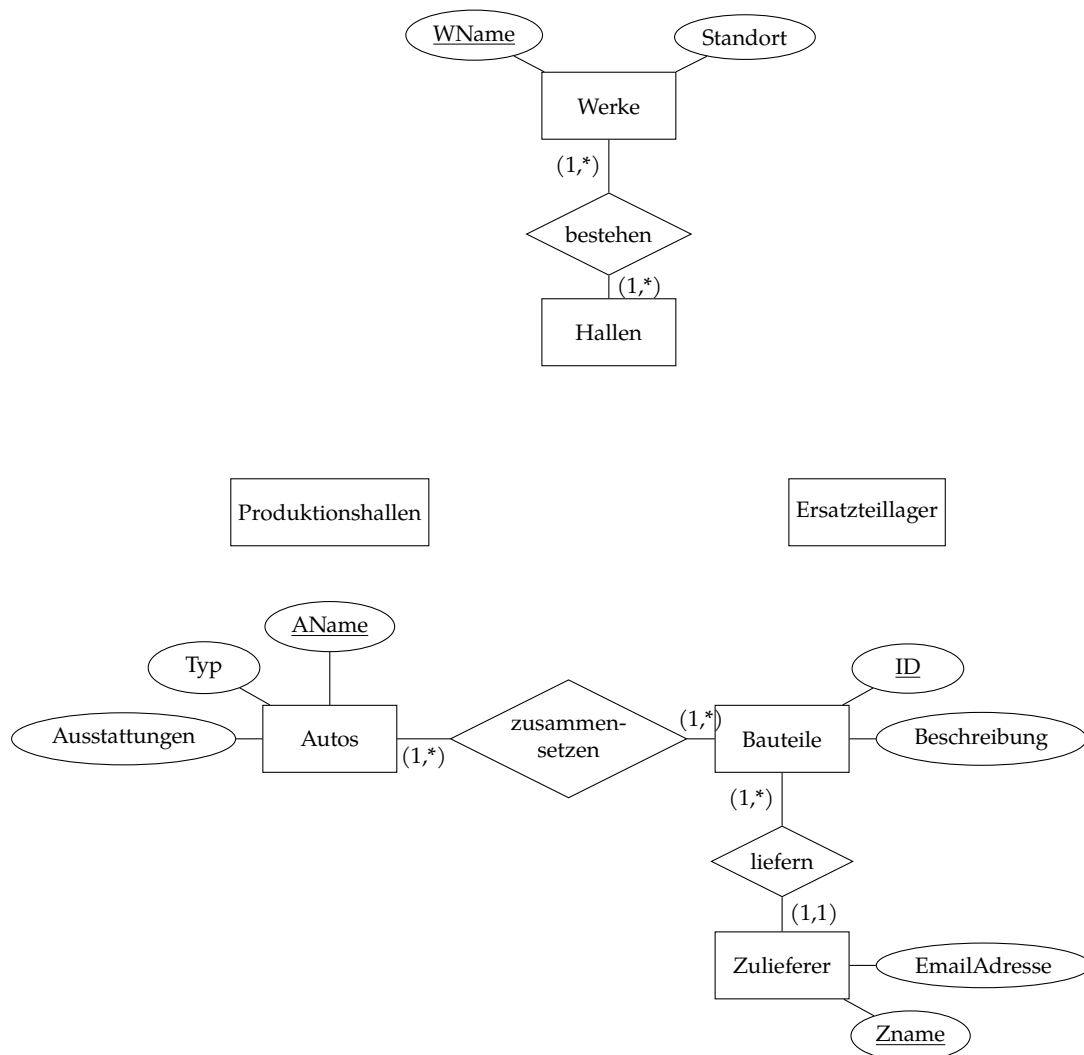 WName
Standort
Werke
(1,*)
bestehen
(1,*)
Hallen
Produktionshallen
Ersatzteillager
AName
Typ
ID
Ausstattungen
Autos
(1,*)
zusammen-
setzen
(1,*)
Bauteile
Beschreibung
(1,*)
liefern
(1,1)
Zulieferer
EmailAdresse
Zname